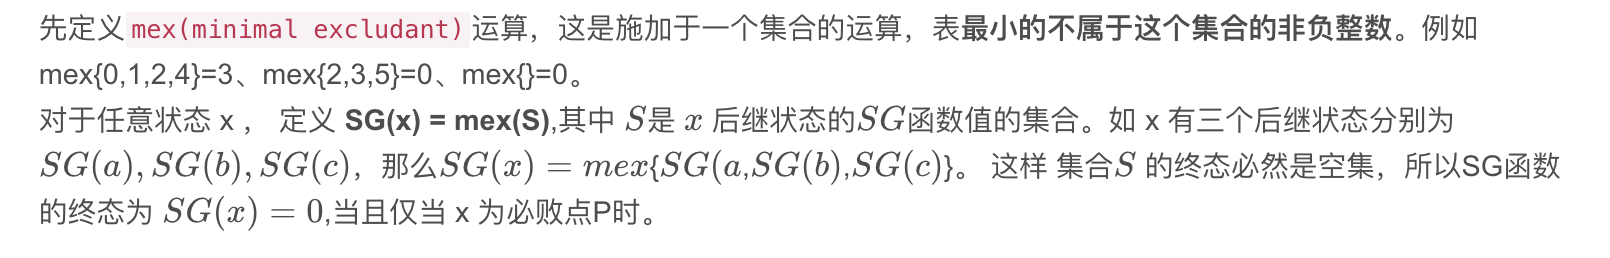 先定义 mex(minimal excludant) 运算，这是施加于一个集合的运算，表最小的不属于这个集合的非负整数。例如
mex{0,1,2,4}=3、mex{2,3,5}=0、mex{}=0。
对于任意状态 x ， 定义 SG(x) = mex(S),其中 S是 x 后继状态的SG函数值的集合。如 x 有三个后继状态分别为
SG(a), SG(b), SG(c)，那么SG(x) = mex{SG(a,SG(b),SG(c)}。 这样 集合S 的终态必然是空集，所以SG函数
的终态为 SG(x) = 0,当且仅当 x 为必败点P时。